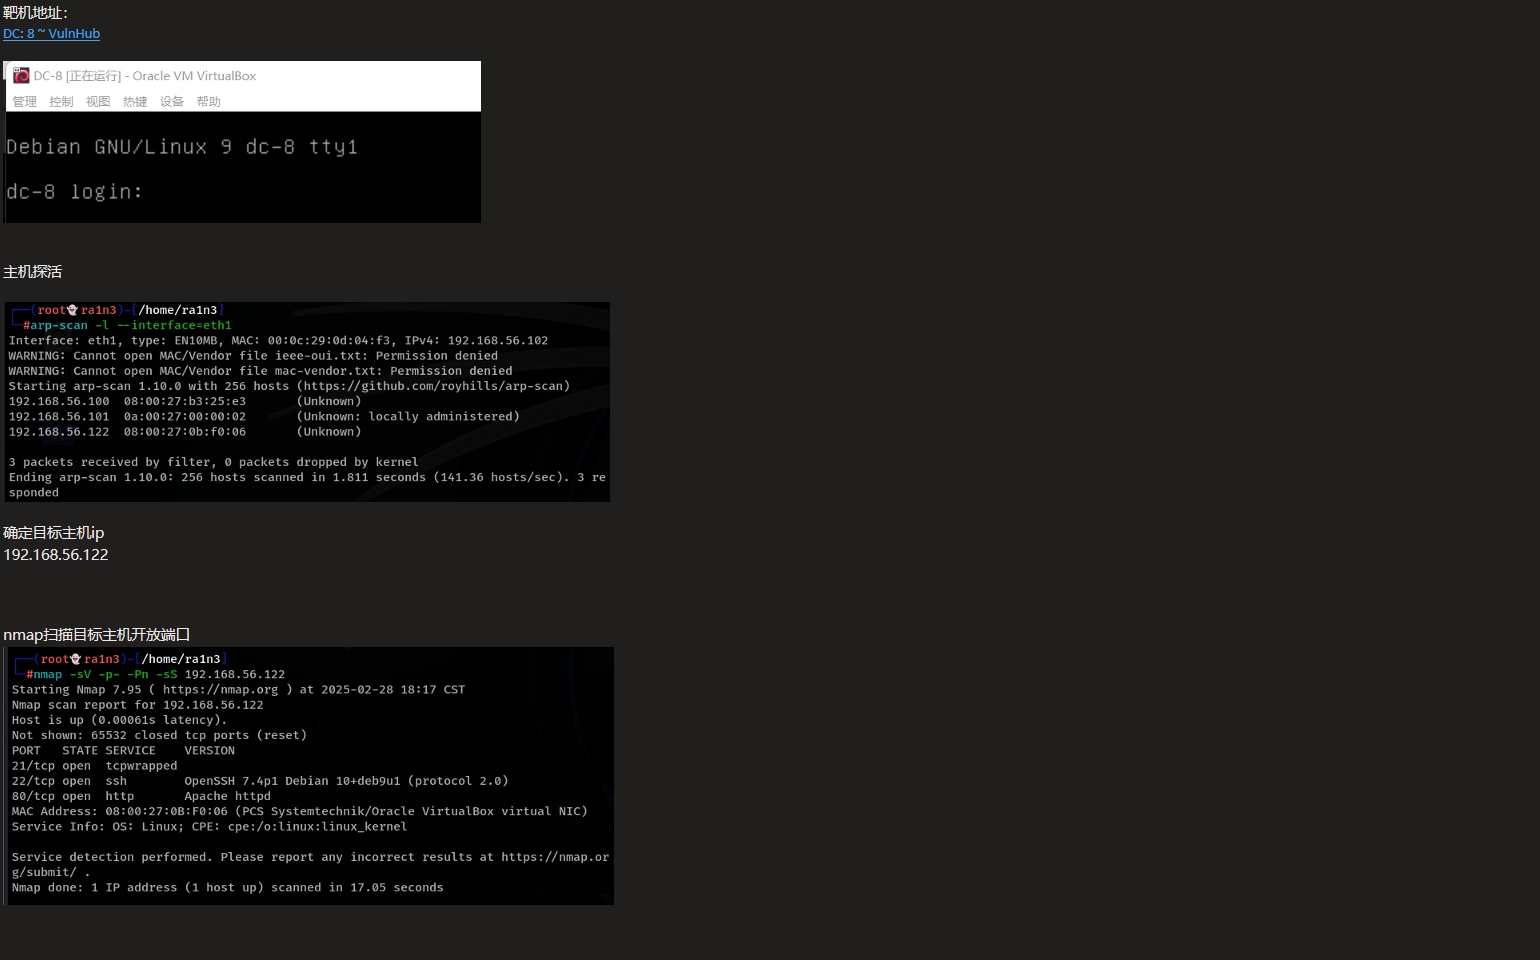 靶机地址：
DC: 8 ~ VulnHub
DC-8 [正在运行] - Oracle VM VirtualBox
管理 控制 视图 热键 设备 帮助
Debian GNU/Linux 9 dc-8 tty1
dc-8 login:
主机探活
┌──(root👻ra1n3)-[/home/ra1n3]
└─#arp-scan -l --interface=eth1
Interface: eth1, type: EN10MB, MAC: 00:0c:29:0d:04:f3, IPv4: 192.168.56.102
WARNING: Cannot open MAC/Vendor file ieee-oui.txt: Permission denied
WARNING: Cannot open MAC/Vendor file mac-vendor.txt: Permission denied
Starting arp-scan 1.10.0 with 256 hosts (https://github.com/royhills/arp-scan)
192.168.56.100 08:00:27:b3:25:e3 (Unknown)
192.168.56.101 0a:00:27:00:00:02 (Unknown: locally administered)
192.168.56.122 08:00:27:0b:f0:06 (Unknown)
3 packets received by filter, 0 packets dropped by kernel
Ending arp-scan 1.10.0: 256 hosts scanned in 1.811 seconds (141.36 hosts/sec). 3 re
sponded
确定目标主机ip
192.168.56.122
nmap扫描目标主机开放端口
┌──(root👻ra1n3)-[/home/ra1n3]
└─#nmap -sV -p- -Pn -sS 192.168.56.122
Starting Nmap 7.95 ( https://nmap.org ) at 2025-02-28 18:17 CST
Nmap scan report for 192.168.56.122
Host is up (0.00061s latency).
Not shown: 65532 closed tcp ports (reset)
PORT STATE SERVICE VERSION
21/tcp open tcpwrapped
22/tcp open ssh OpenSSH 7.4p1 Debian 10+deb9u1 (protocol 2.0)
80/tcp open http Apache httpd
MAC Address: 08:00:27:0B:F0:06 (PCS Systemtechnik/Oracle VirtualBox virtual NIC)
Service Info: OS: Linux; CPE: cpe:/o:linux:linux_kernel
Service detection performed. Please report any incorrect results at https://nmap.or
g/submit/ .
Nmap done: 1 IP address (1 host up) scanned in 17.05 seconds